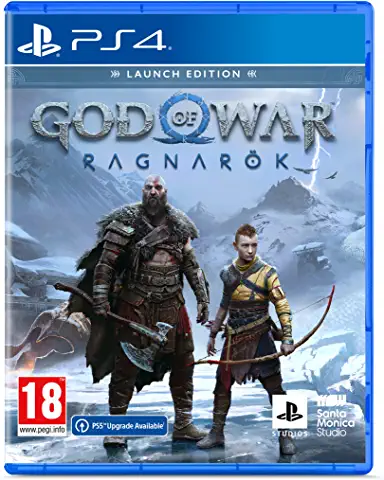 PS4
LAUNCH EDITION
GOD OF WAR
RAGNARÖK
18
www.pegi.info
PS5 Upgrade Available
STUDIOS
Santa
Monica
Studio